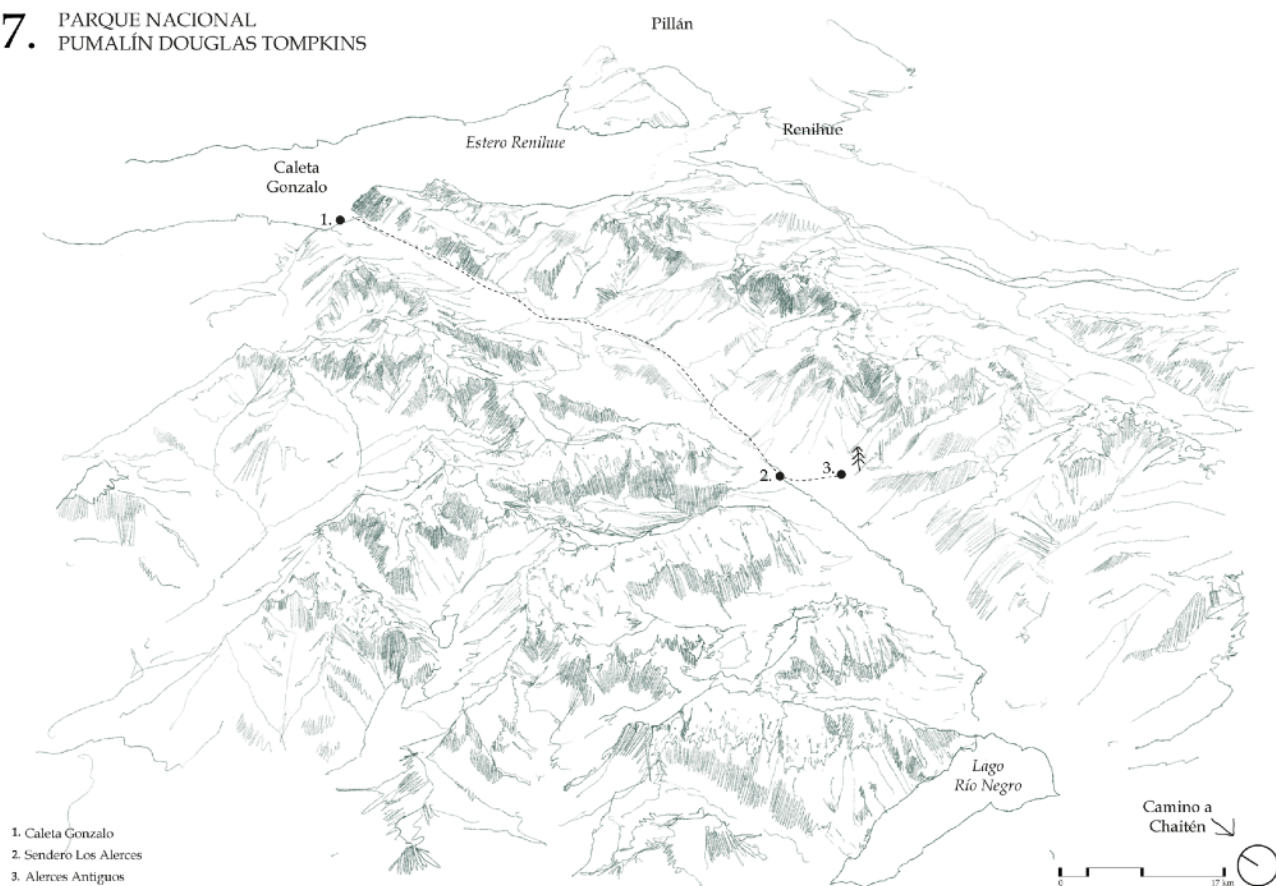 7.
PARQUE NACIONAL
PUMALÍN DOUGLAS TOMPKINS
Pillán
Renihue
Estero Renihue
Caleta
Gonzalo
1.
2.
3.
Lago
Río Negro
Camino a
Chaitén
0 17 km
1. Caleta Gonzalo
2. Sendero Los Alerces
3. Alerces Antiguos